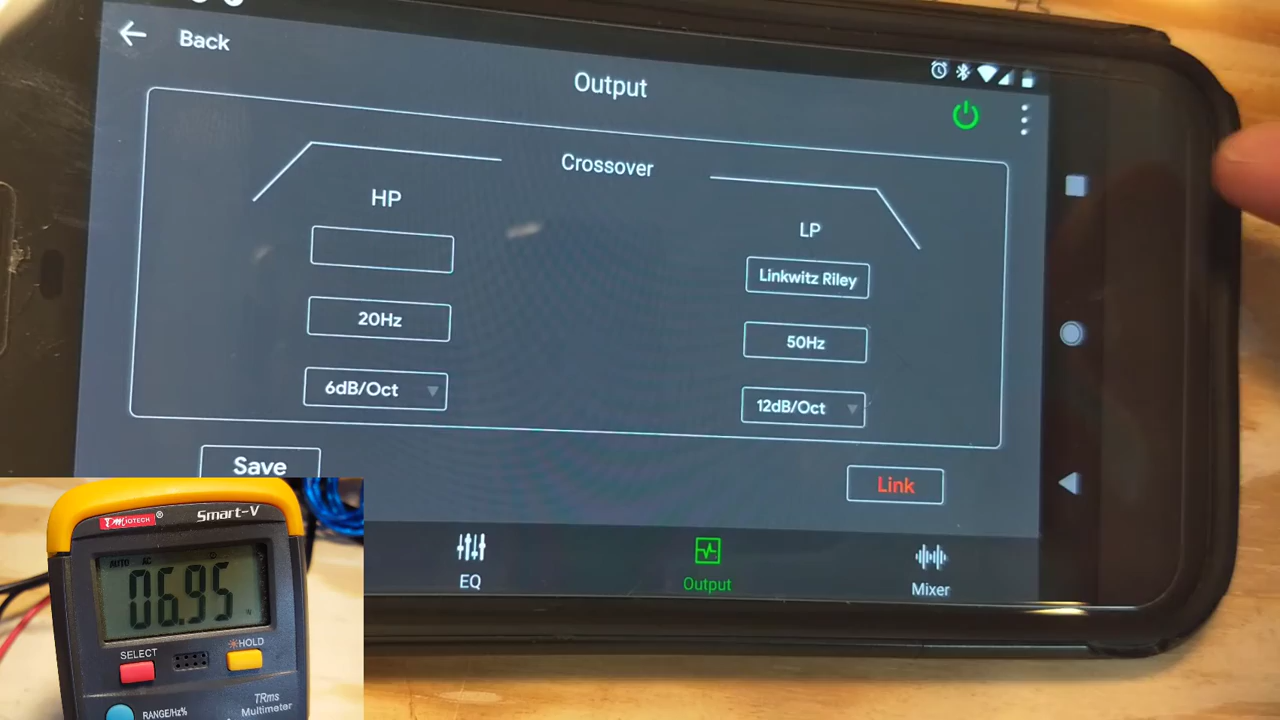 Back
Output
Crossover
HP
LP
Linkwitz Riley
20Hz
50Hz
6dB/Oct
12dB/Oct
Save
Link
EQ
Output
Mixer
Smart-V
AUTO AC
06.95
SELECT
HOLD
TRms
Multimeter
RANGE/Hz%